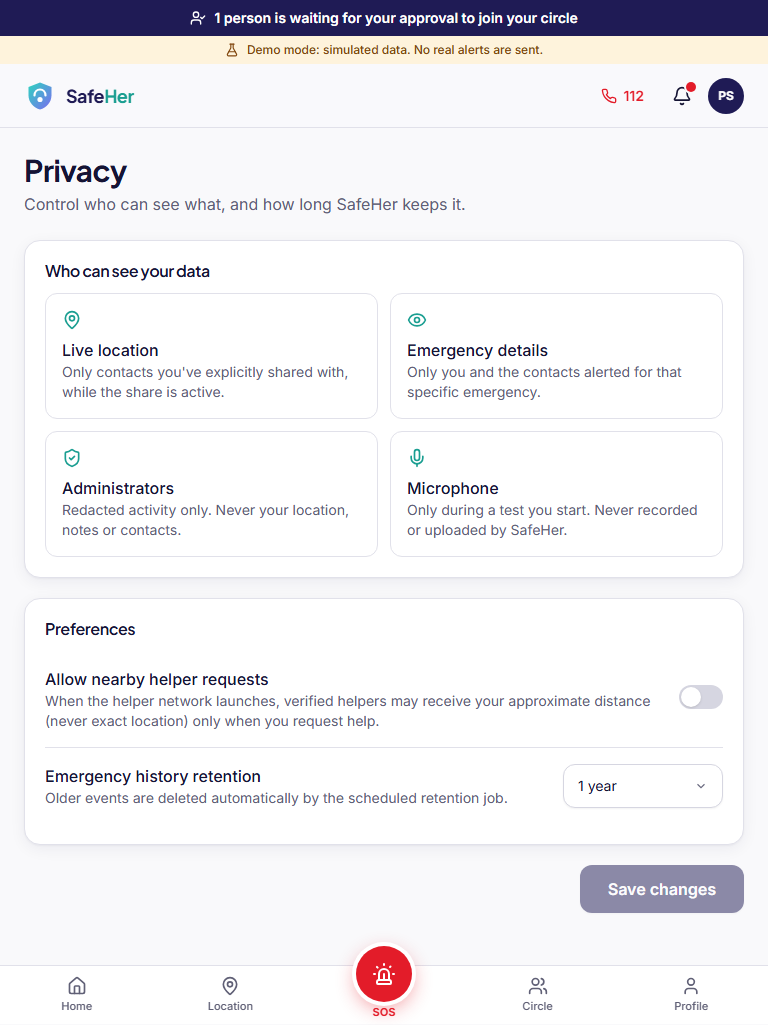 1 person is waiting for your approval to join your circle
Demo mode: simulated data. No real alerts are sent.
SafeHer
112
PS
Privacy
Control who can see what, and how long SafeHer keeps it.
Who can see your data
Live location
Only contacts you've explicitly shared with,
while the share is active.
Emergency details
Only you and the contacts alerted for that
specific emergency.
Administrators
Redacted activity only. Never your location,
notes or contacts.
Microphone
Only during a test you start. Never recorded
or uploaded by SafeHer.
Preferences
Allow nearby helper requests
When the helper network launches, verified helpers may receive your approximate distance
(never exact location) only when you request help.
Emergency history retention
Older events are deleted automatically by the scheduled retention job.
1 year
Save changes
Home
Location
SOS
Circle
Profile